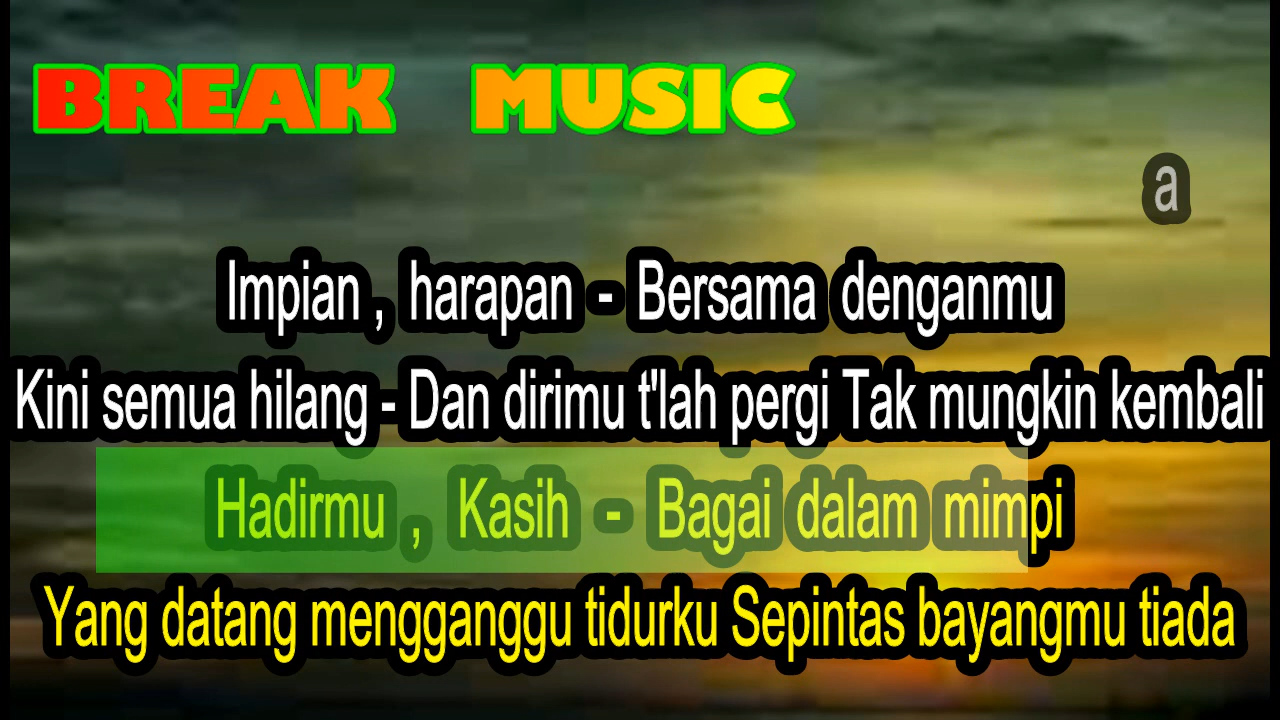 BREAK MUSIC
a
Impian , harapan - Bersama denganmu
Kini semua hilang - Dan dirimu t"lah pergi Tak mungkin kembali
Hadirmu , Kasih - Bagai dalam mimpi
Yang datang mengganggu tidurku Sepintas bayangmu tiada